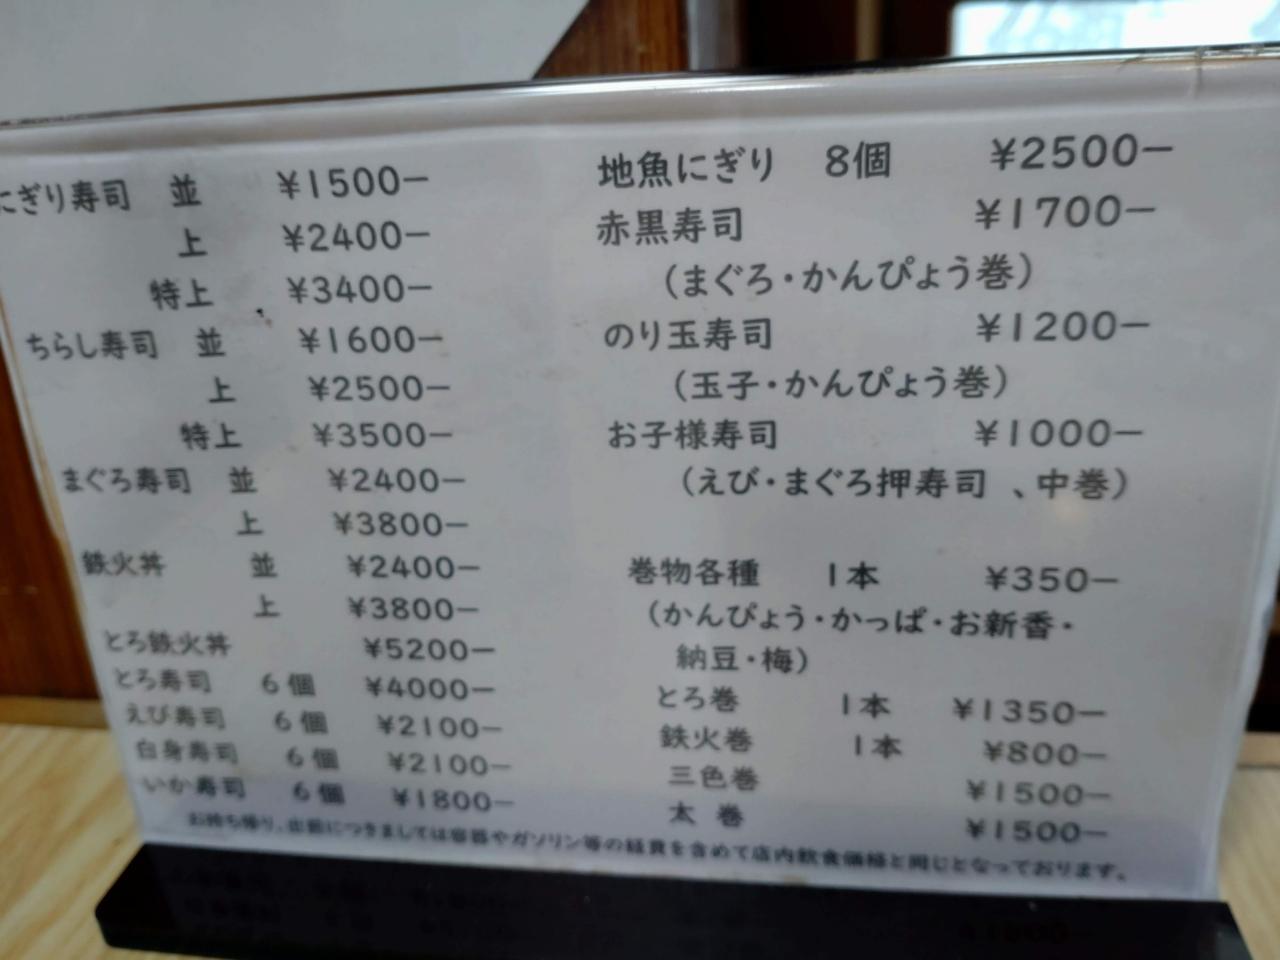 にぎり寿司 並 ¥1500−
上 ¥2400−
特上 ¥3400−
ちらし寿司 並 ¥1600−
上 ¥2500−
特上 ¥3500−
まぐろ寿司 並 ¥2400−
上 ¥3800−
鉄火丼 並 ¥2400−
上 ¥3800−
とろ鉄火丼 ¥5200−
とろ寿司 6個 ¥4000−
えび寿司 6個 ¥2100−
白身寿司 6個 ¥2100−
いか寿司 6個 ¥1800−
地魚にぎり 8個 ¥2500−
赤黒寿司 ¥1700−
(まぐろ・かんぴょう巻)
のり玉寿司 ¥1200−
(玉子・かんぴょう巻)
お子様寿司 ¥1000−
(えび・まぐろ押寿司 、中巻)
巻物各種 1本 ¥350−
(かんぴょう・かっぱ・お新香・
納豆・梅)
とろ巻 1本 ¥1350−
鉄火巻 1本 ¥800−
三色巻 ¥1500−
太 巻 ¥1500−
お持ち帰り、出前につきましては容器やガソリン等の経費を含めて店内飲食価格と同じとなっております。